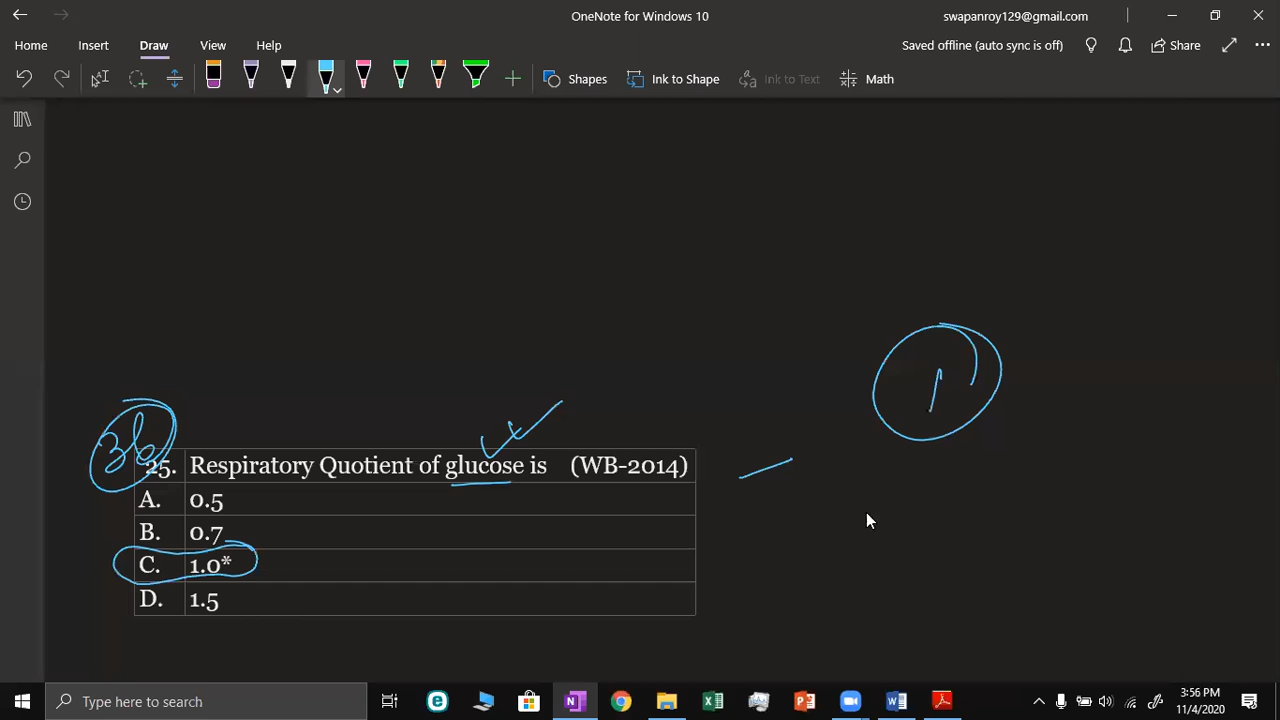 OneNote for Windows 10
swapanroy129@gmail.com
Home Insert Draw View Help
Saved offline (auto sync is off)
Share
Shapes Ink to Shape Ink to Text Math
1
36
25. Respiratory Quotient of glucose is (WB-2014)
A. 0.5
B. 0.7
C. 1.0*
D. 1.5
Type here to search
3:56 PM
11/4/2020